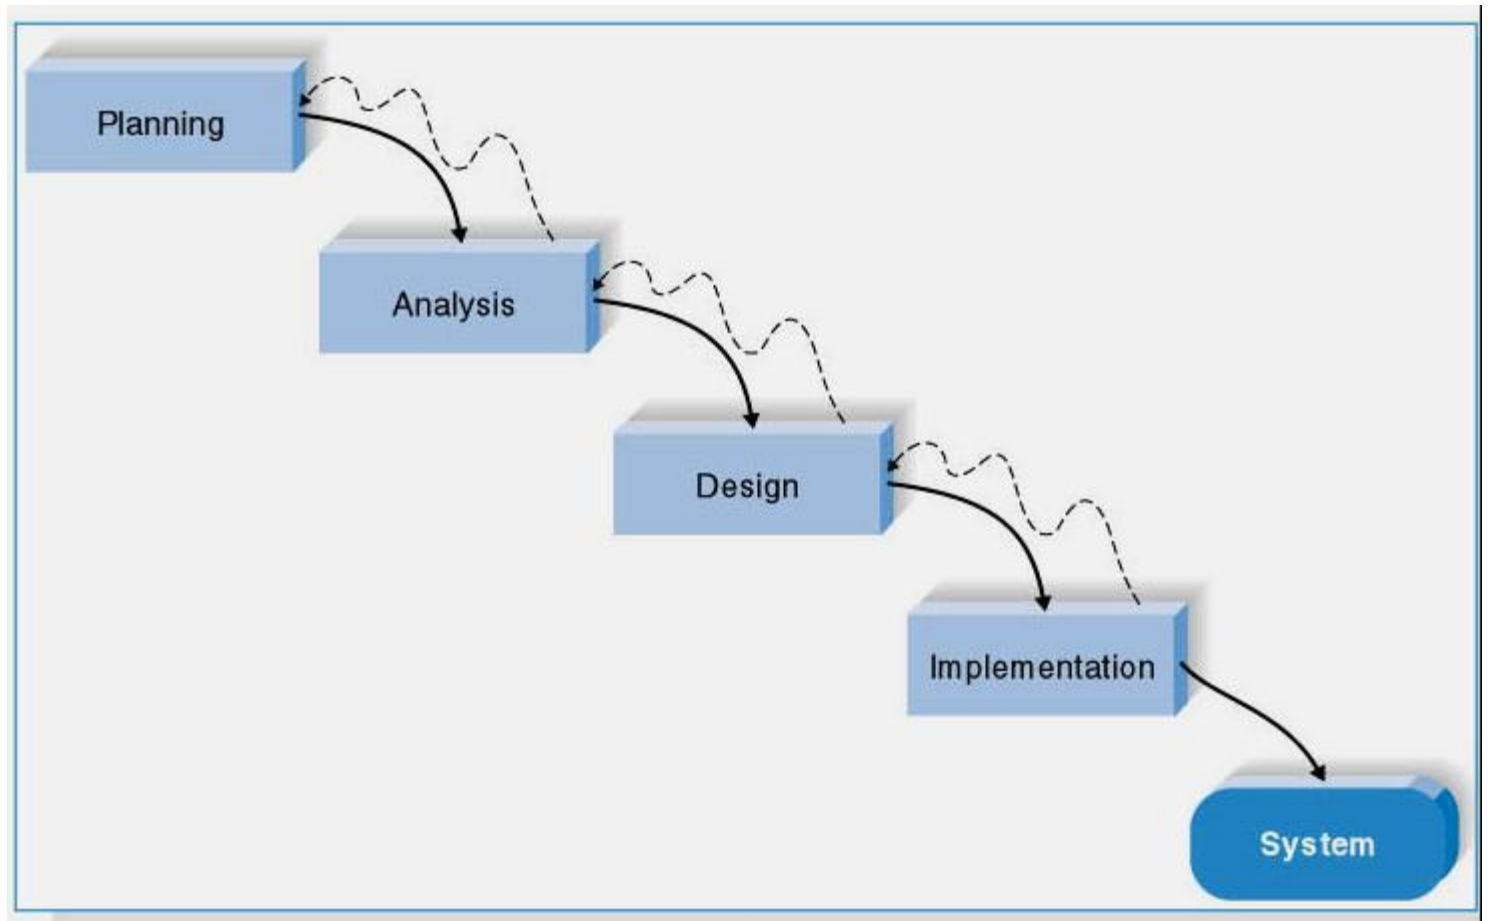 Planning
Analysis
Design
Implementation
System